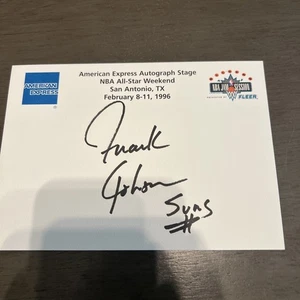 AMERICAN
EXPRESS
American Express Autograph Stage
NBA All-Star Weekend
San Antonio, TX
February 8-11, 1996
NBA JAM SESSION
FLEER
Frank
Johnson
Suns
#